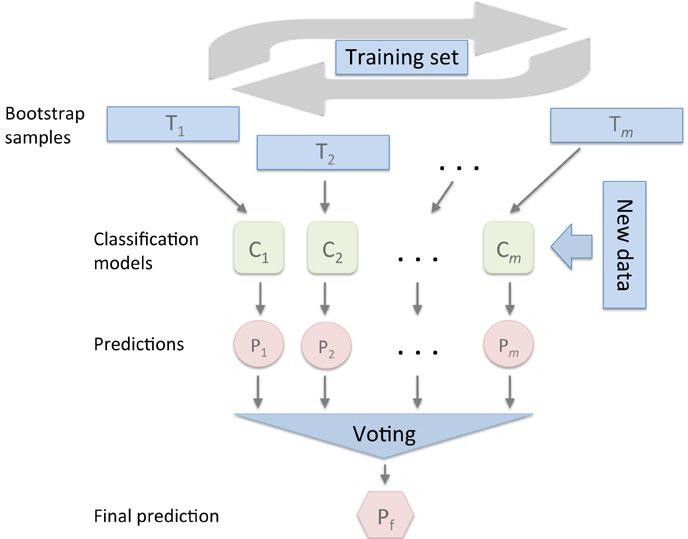 Training set
Bootstrap
samples
T1
T2
. . .
Tm
Classification
models
C1
C2
. . .
Cm
New data
Predictions
P1
P2
. . .
Pm
Voting
Final prediction
Pf